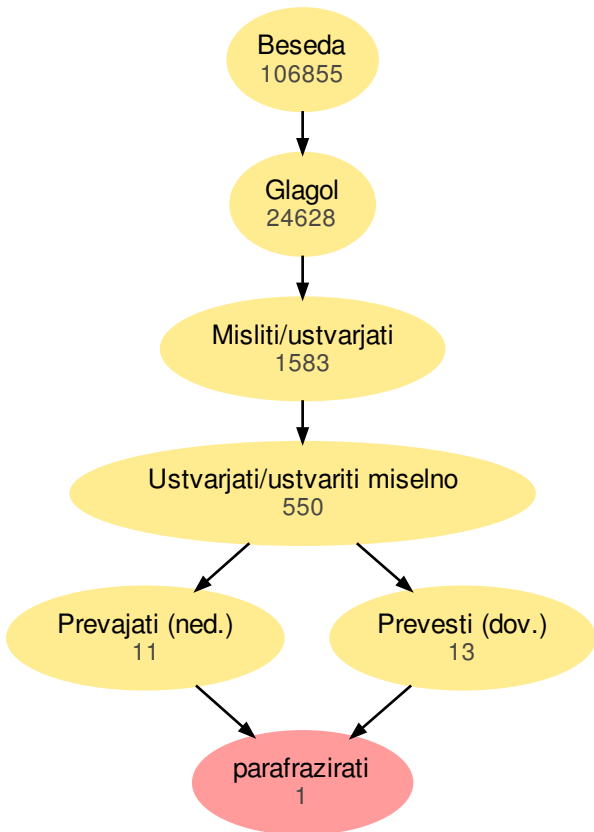 Beseda
106855
Glagol
24628
Misliti/ustvarjati
1583
Ustvarjati/ustvariti miselno
550
Prevajati (ned.)
11
Prevesti (dov.)
13
parafrazirati
1